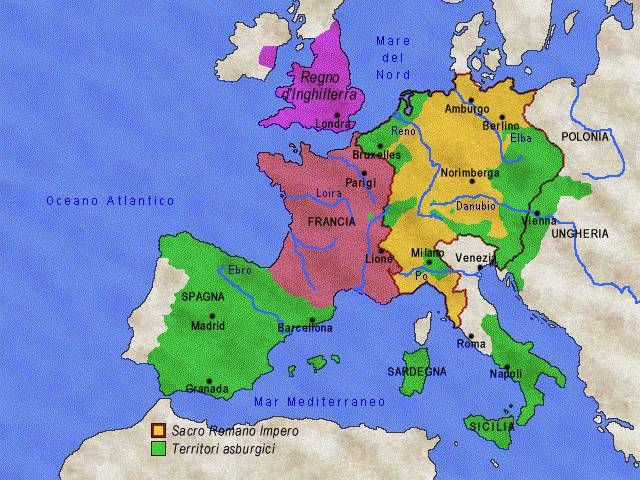 Mare
del
Nord
Regno
d'Inghilterra
Londra
Amburgo
Berlino
Elba
Reno
POLONIA
Bruxelles
Parigi
Norimberga
Loira
Oceano Atlantico
Danubio
FRANCIA
Vienna
UNGHERIA
Lione
Milano
Venezia
Po
Ebro
SPAGNA
Madrid
Barcellona
Roma
SARDEGNA
Napoli
Granada
Mar Mediterraneo
SICILIA
Sacro Romano Impero
Territori asburgici